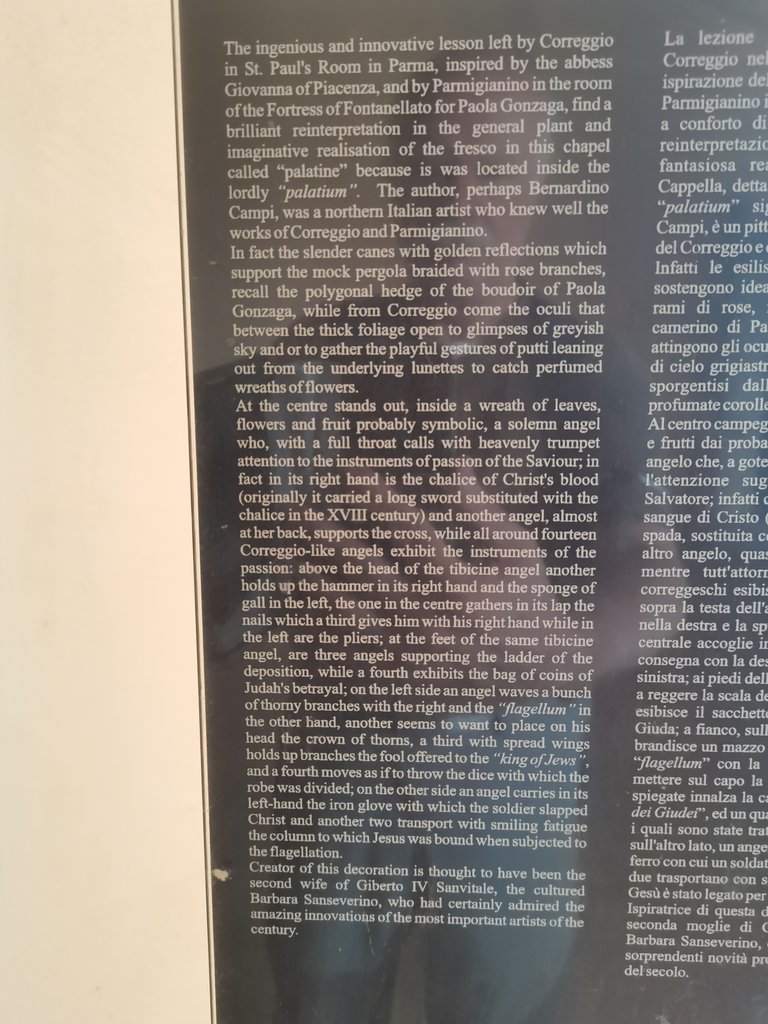 The ingenious and innovative lesson left by Correggio
in St. Paul's Room in Parma, inspired by the abbess
Giovanna of Piacenza, and by Parmigianino in the room
of the Fortress of Fontanellato for Paola Gonzaga, find a
brilliant reinterpretation in the general plant and
imaginative realisation of the fresco in this chapel
called "palatine" because is was located inside the
lordly "palatium". The author, perhaps Bernardino
Campi, was a northern Italian artist who knew well the
works of Correggio and Parmigianino.
In fact the slender canes with golden reflections which
support the mock pergola braided with rose branches,
recall the polygonal hedge of the boudoir of Paola
Gonzaga, while from Correggio come the oculi that
between the thick foliage open to glimpses of greyish
sky and or to gather the playful gestures of putti leaning
out from the underlying lunettes to catch perfumed
wreaths of flowers.
At the centre stands out, inside a wreath of leaves,
flowers and fruit probably symbolic, a solemn angel
who, with a full throat calls with heavenly trumpet
attention to the instruments of passion of the Saviour; in
fact in its right hand is the chalice of Christ's blood
(originally it carried a long sword substituted with the
chalice in the XVIII century) and another angel, almost
at her back, supports the cross, while all around fourteen
Correggio-like angels exhibit the instruments of the
passion: above the head of the tibicine angel another
holds up the hammer in its right hand and the sponge of
gall in the left, the one in the centre gathers in its lap the
nails which a third gives him with his right hand while in
the left are the pliers; at the feet of the same tibicine
angel, are three angels supporting the ladder of the
deposition, while a fourth exhibits the bag of coins of
Judah's betrayal; on the left side an angel waves a bunch
of thorny branches with the right and the "flagellum" in
the other hand, another seems to want to place on his
head the crown of thorns, a third with spread wings
holds up branches the fool offered to the "king of Jews",
and a fourth moves as if to throw the dice with which the
robe was divided; on the other side an angel carries in its
left-hand the iron glove with which the soldier slapped
Christ and another two transport with smiling fatigue
the column to which Jesus was bound when subjected to
the flagellation.
Creator of this decoration is thought to have been the
second wife of Giberto IV Sanvitale, the cultured
Barbara Sanseverino, who had certainly admired the
amazing innovations of the most important artists of the
century.
La lezione
Correggio nel
ispirazione del
Parmigianino i
a conforto di
reinterpretazio
fantasiosa rea
Cappella, detta
"palatium" sig
Campi, è un pitt
del Correggio e
Infatti le esilis
sostengono idea
rami di rose,
camerino di Pa
attingono gli ocu
di cielo grigiastr
sporgentisi dall
profumate corolle
Al centro campeg
e frutti dai proba
angelo che, a gote
l'attenzione sug
Salvatore; infatti
sangue di Cristo (
spada, sostituita c
altro angelo, quas
mentre tutt'attor
correggeschi esibis
sopra la testa dell'
nella destra e la sp
centrale accoglie in
consegna con la des
sinistra; ai piedi dell
a reggere la scala de
esibisce il sacchetto
Giuda; a fianco, sull
brandisce un mazzo
"flagellum" con la
mettere sul capo la
spiegate innalza la ca
dei Giudei", ed un qua
i quali sono state trat
sull'altro lato, un ange
ferro con cui un soldat
due trasportano con s
Gesù è stato legato per
Ispiratrice di questa d
seconda moglie di G
Barbara Sanseverino,
sorprendenti novità pro
del secolo.